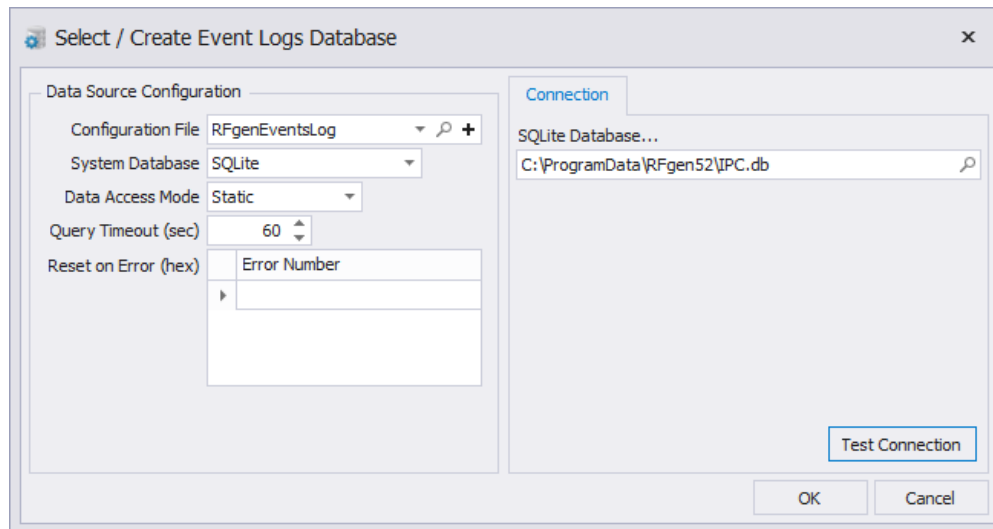 Select / Create Event Logs Database
Data Source Configuration
Configuration File RFgenEventsLog
System Database SQLite
Data Access Mode Static
Query Timeout (sec) 60
Reset on Error (hex) Error Number
Connection
SQLite Database...
C:\ProgramData\RFgen52\IPC.db
Test Connection
OK Cancel